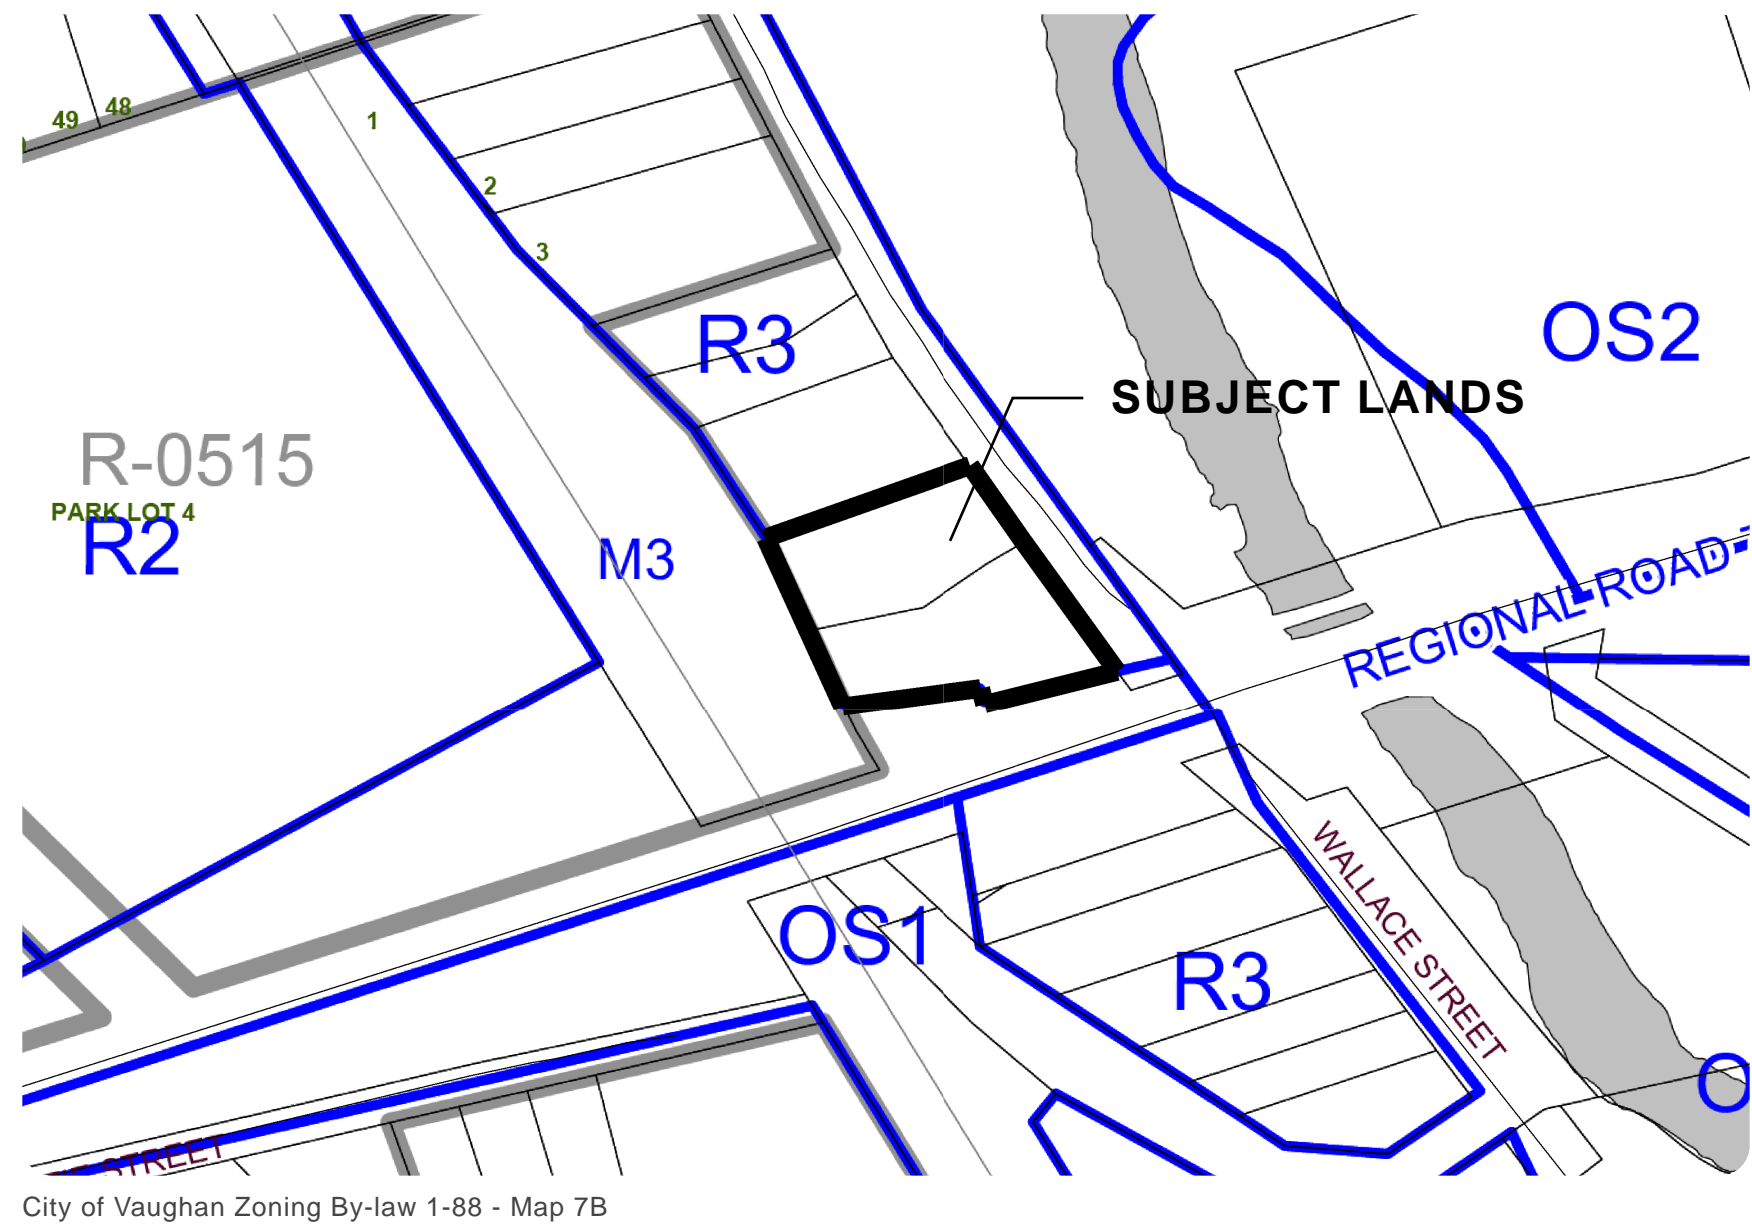 48
49
1
2
3
R3
OS2
SUBJECT LANDS
R-0515
PARK LOT 4
R2
M3
REGIONAL ROAD
WALLACE STREET
OS1
R3
STREET
City of Vaughan Zoning By-law 1-88 - Map 7B